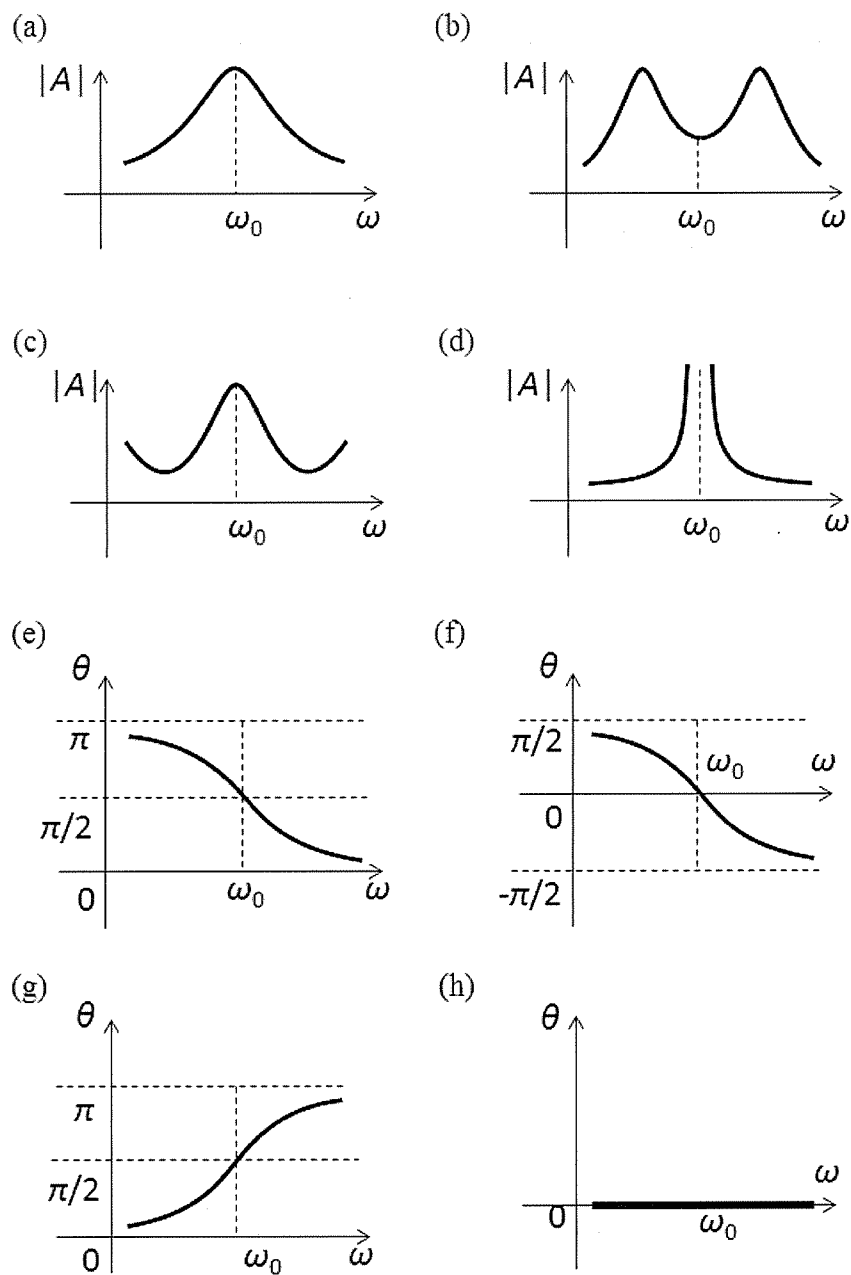 (a)
|A|
ω₀
ω
(b)
|A|
ω₀
ω
(c)
|A|
ω₀
ω
(d)
|A|
ω₀
ω
(e)
θ
π
π/2
0
ω₀
ω
(f)
θ
π/2
ω₀
ω
0
-π/2
(g)
θ
π
π/2
0
ω₀
ω
(h)
θ
ω
0
ω₀